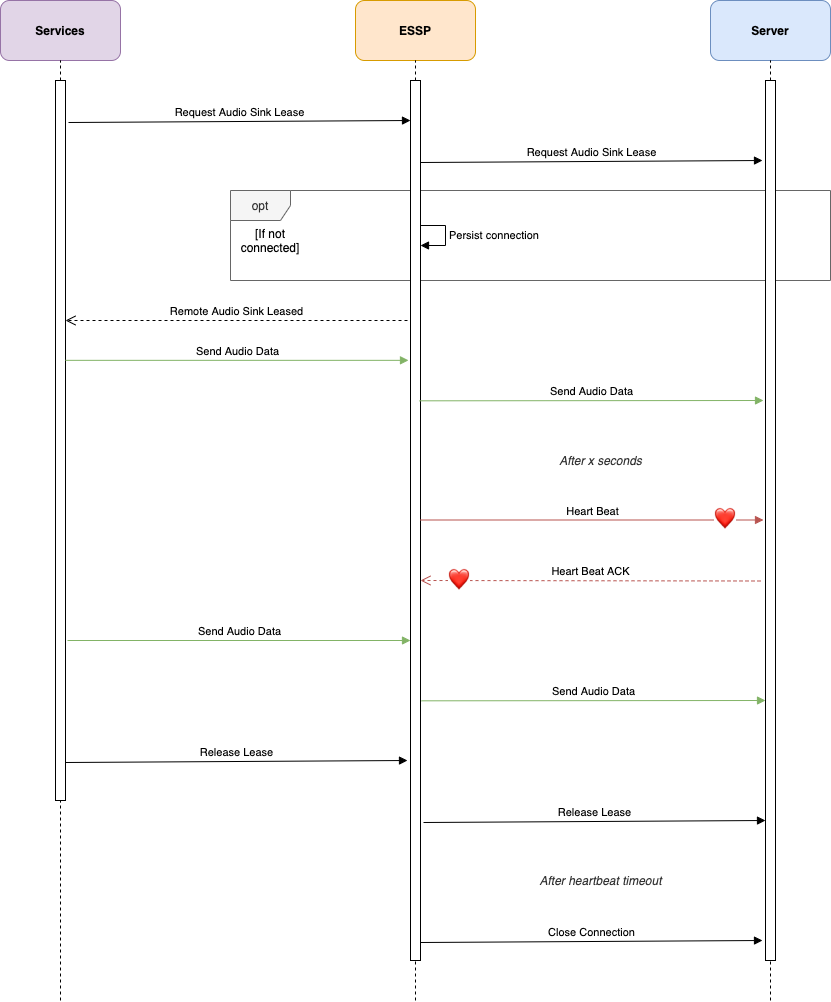 Services
ESSP
Server
Request Audio Sink Lease
Request Audio Sink Lease
opt
[If not
connected]
Persist connection
Remote Audio Sink Leased
Send Audio Data
Send Audio Data
After x seconds
Heart Beat
Heart Beat ACK
Send Audio Data
Send Audio Data
Release Lease
Release Lease
After heartbeat timeout
Close Connection